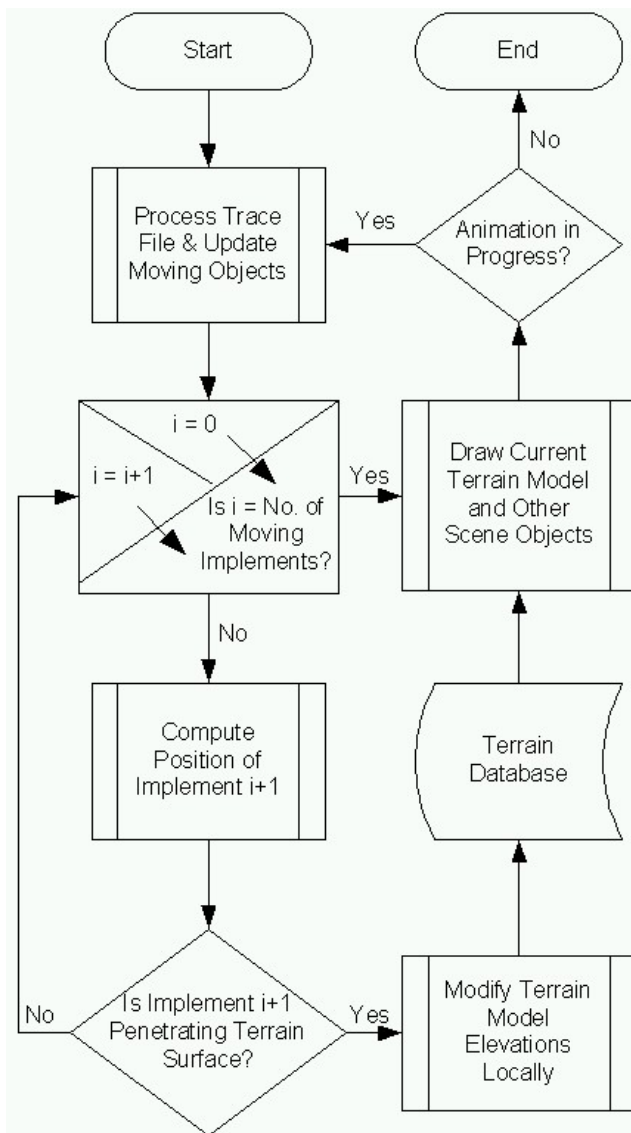 Start
End
No
Process Trace
File & Update
Moving Objects
Yes
Animation in
Progress?
i = 0
i = i+1
Is i = No. of
Moving
Implements?
Yes
Draw Current
Terrain Model
and Other
Scene Objects
No
Compute
Position of
Implement i+1
Terrain
Database
No
Is Implement i+1
Penetrating Terrain
Surface?
Yes
Modify Terrain
Model
Elevations
Locally